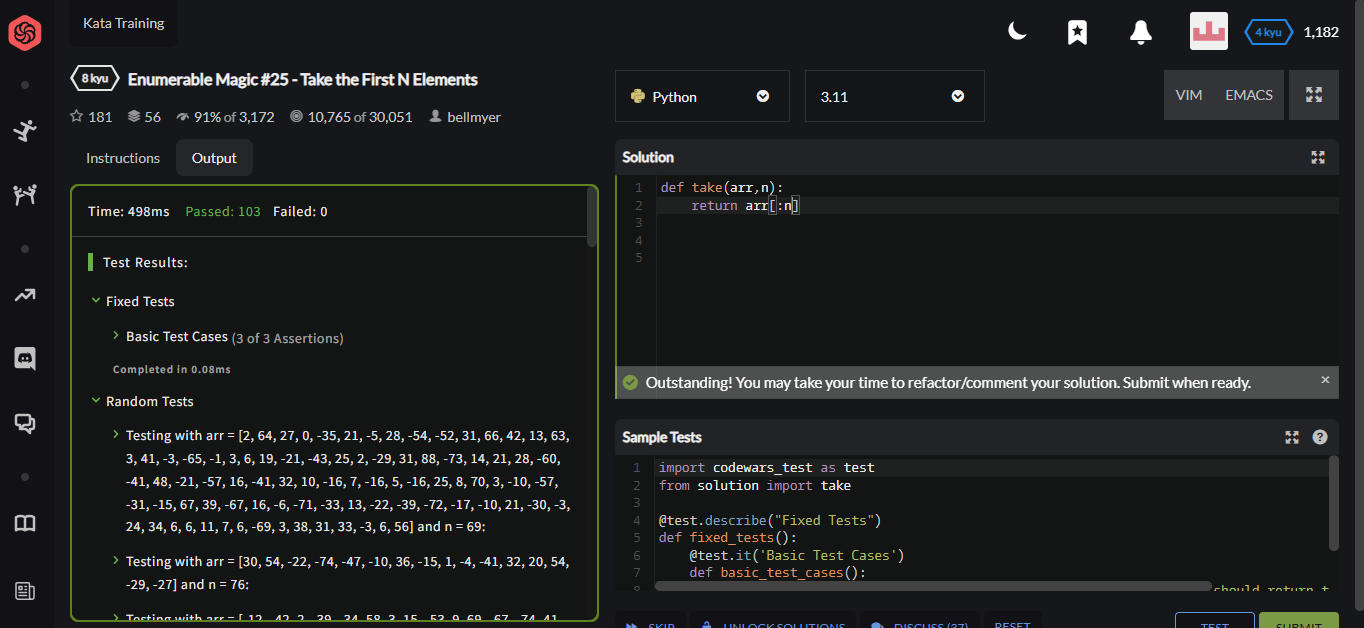 Kata Training
4 kyu 1,182
8 kyu Enumerable Magic #25 - Take the First N Elements
181 56 91% of 3,172 10,765 of 30,051 bellmyer
Instructions Output
Time: 498ms Passed: 103 Failed: 0
Test Results:
Fixed Tests
Basic Test Cases (3 of 3 Assertions)
Completed in 0.08ms
Random Tests
Testing with arr = [2, 64, 27, 0, -35, 21, -5, 28, -54, -52, 31, 66, 42, 13, 63,
3, 41, -3, -65, -1, 3, 6, 19, -21, -43, 25, 2, -29, 31, 88, -73, 14, 21, 28, -60,
-41, 48, -21, -57, 16, -41, 32, 10, -16, 7, -16, 5, -16, 25, 8, 70, 3, -10, -57,
-31, -15, 67, 39, -67, 16, -6, -71, -33, 13, -22, -39, -72, -17, -10, 21, -30, -3,
24, 34, 6, 6, 11, 7, 6, -69, 3, 38, 31, 33, -3, 6, 56] and n = 69:
Testing with arr = [30, 54, -22, -74, -47, -10, 36, -15, 1, -4, -41, 32, 20, 54,
-29, -27] and n = 76:
Testing with arr = [
Python 3.11 VIM EMACS
Solution
1 def take(arr,n):
2 return arr[:n]
3
4
5
Outstanding! You may take your time to refactor/comment your solution. Submit when ready. ×
Sample Tests ?
1 import codewars_test as test
2 from solution import take
3
4 @test.describe("Fixed Tests")
5 def fixed_tests():
6 @test.it('Basic Test Cases')
7 def basic_test_cases():
8 should return t
SKIP UNLOCK SOLUTIONS DISCUSS (37) RESET TEST SUBMIT